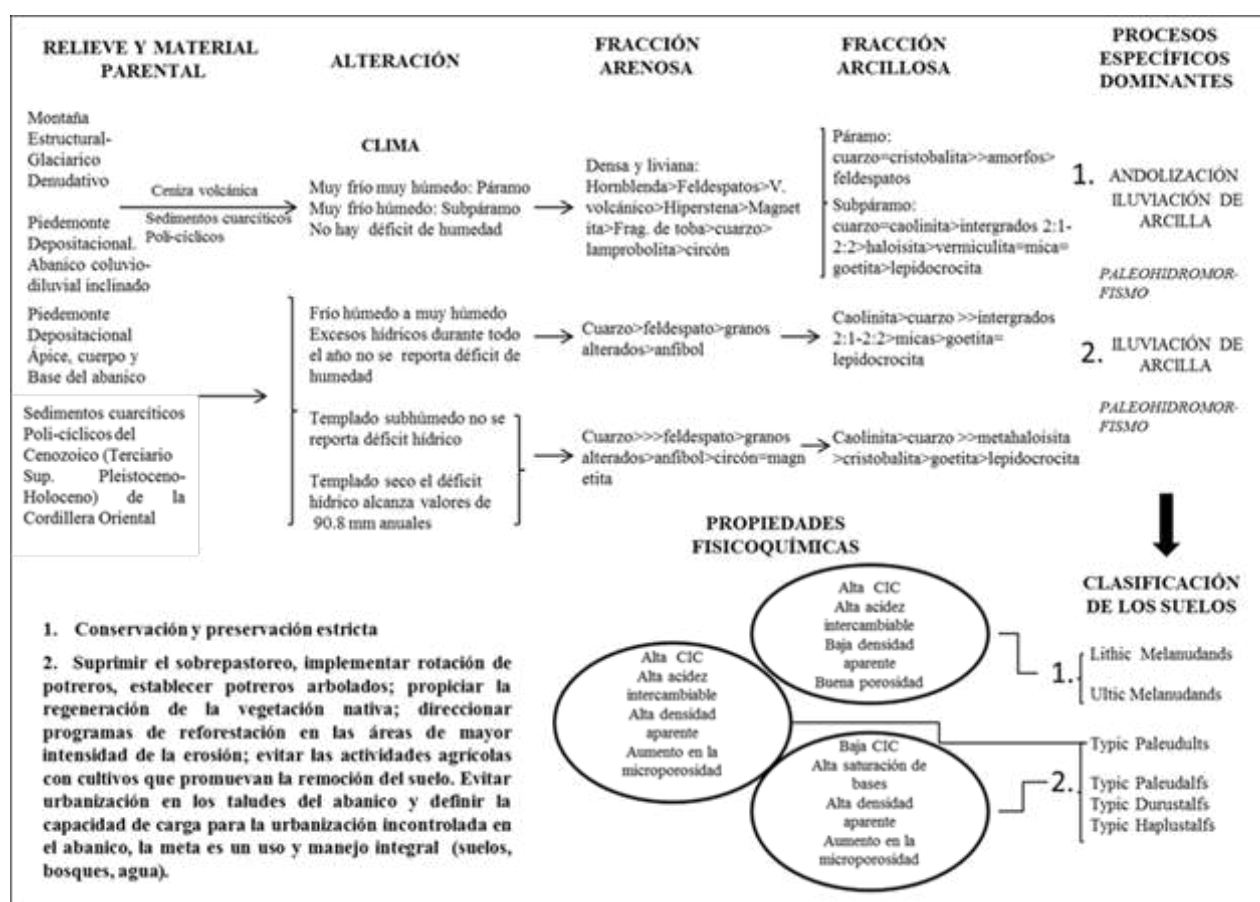 RELIEVE Y MATERIAL
PARENTAL
ALTERACIÓN
FRACCIÓN
ARENOSA
FRACCIÓN
ARCILLOSA
PROCESOS
ESPECÍFICOS
DOMINANTES
Montaña
Estructural-
Glaciarico
Denudativo
Piedemonte
Depositacional.
Abanico coluvio-
diluvial inclinado
Ceniza volcánica
Sedimentos cuarcíticos
Poli-cíclicos
CLIMA
Muy frío muy húmedo: Páramo
Muy frío húmedo: Subpáramo
No hay déficit de humedad
Densa y liviana:
Hornblenda>Feldespatos>V.
volcánico>Hiperstena>Magnet
ita>Frag. de toba>cuarzo>
lamprobolita>circón
Páramo:
cuarzo=cristobalita>>amorfos>
feldespatos
Subpáramo:
cuarzo=caolinita>intergrados 2:1-
2:2>haloisita>vermiculita=mica=
goetita>lepidocrocita
1. ANDOLIZACIÓN
ILUVIACIÓN DE
ARCILLA
PALEOHIDROMOR-
FISMO
Piedemonte
Depositacional
Ápice, cuerpo y
Base del abanico
Frío húmedo a muy húmedo
Excesos hídricos durante todo
el año no se reporta déficit de
humedad
Cuarzo>feldespato>granos
alterados>anfibol
Caolinita>cuarzo >>intergrados
2:1-2:2>micas>goetita=
lepidocrocita
2. ILUVIACIÓN DE
ARCILLA
PALEOHIDROMOR-
FISMO
Sedimentos cuarcíticos
Poli-cíclicos del
Cenozoico (Terciario
Sup. Pleistoceno-
Holoceno) de la
Cordillera Oriental
Templado subhúmedo no se
reporta déficit hídrico
Templado seco el déficit
hídrico alcanza valores de
90.8 mm anuales
Cuarzo>>>feldespato>granos
alterados>anfibol>circón=magn
etita
Caolinita>cuarzo >>metahaloisita
>cristobalita>goetita>lepidocrocita
PROPIEDADES
FISICOQUÍMICAS
Alta CIC
Alta acidez
intercambiable
Baja densidad
aparente
Buena porosidad
Alta CIC
Alta acidez
intercambiable
Alta densidad
aparente
Aumento en la
microporosidad
Baja CIC
Alta saturación de
bases
Alta densidad
aparente
Aumento en la
microporosidad
CLASIFICACIÓN
DE LOS SUELOS
1.
Lithic Melanudands
Ultic Melanudands
2.
Typic Paleudults
Typic Paleudalfs
Typic Durustalfs
Typic Haplustalfs
1. Conservación y preservación estricta
2. Suprimir el sobrepastoreo, implementar rotación de
potreros, establecer potreros arbolados; propiciar la
regeneración de la vegetación nativa; direccionar
programas de reforestación en las áreas de mayor
intensidad de la erosión; evitar las actividades agrícolas
con cultivos que promuevan la remoción del suelo. Evitar
urbanización en los taludes del abanico y definir la
capacidad de carga para la urbanización incontrolada en
el abanico, la meta es un uso y manejo integral (suelos,
bosques, agua).